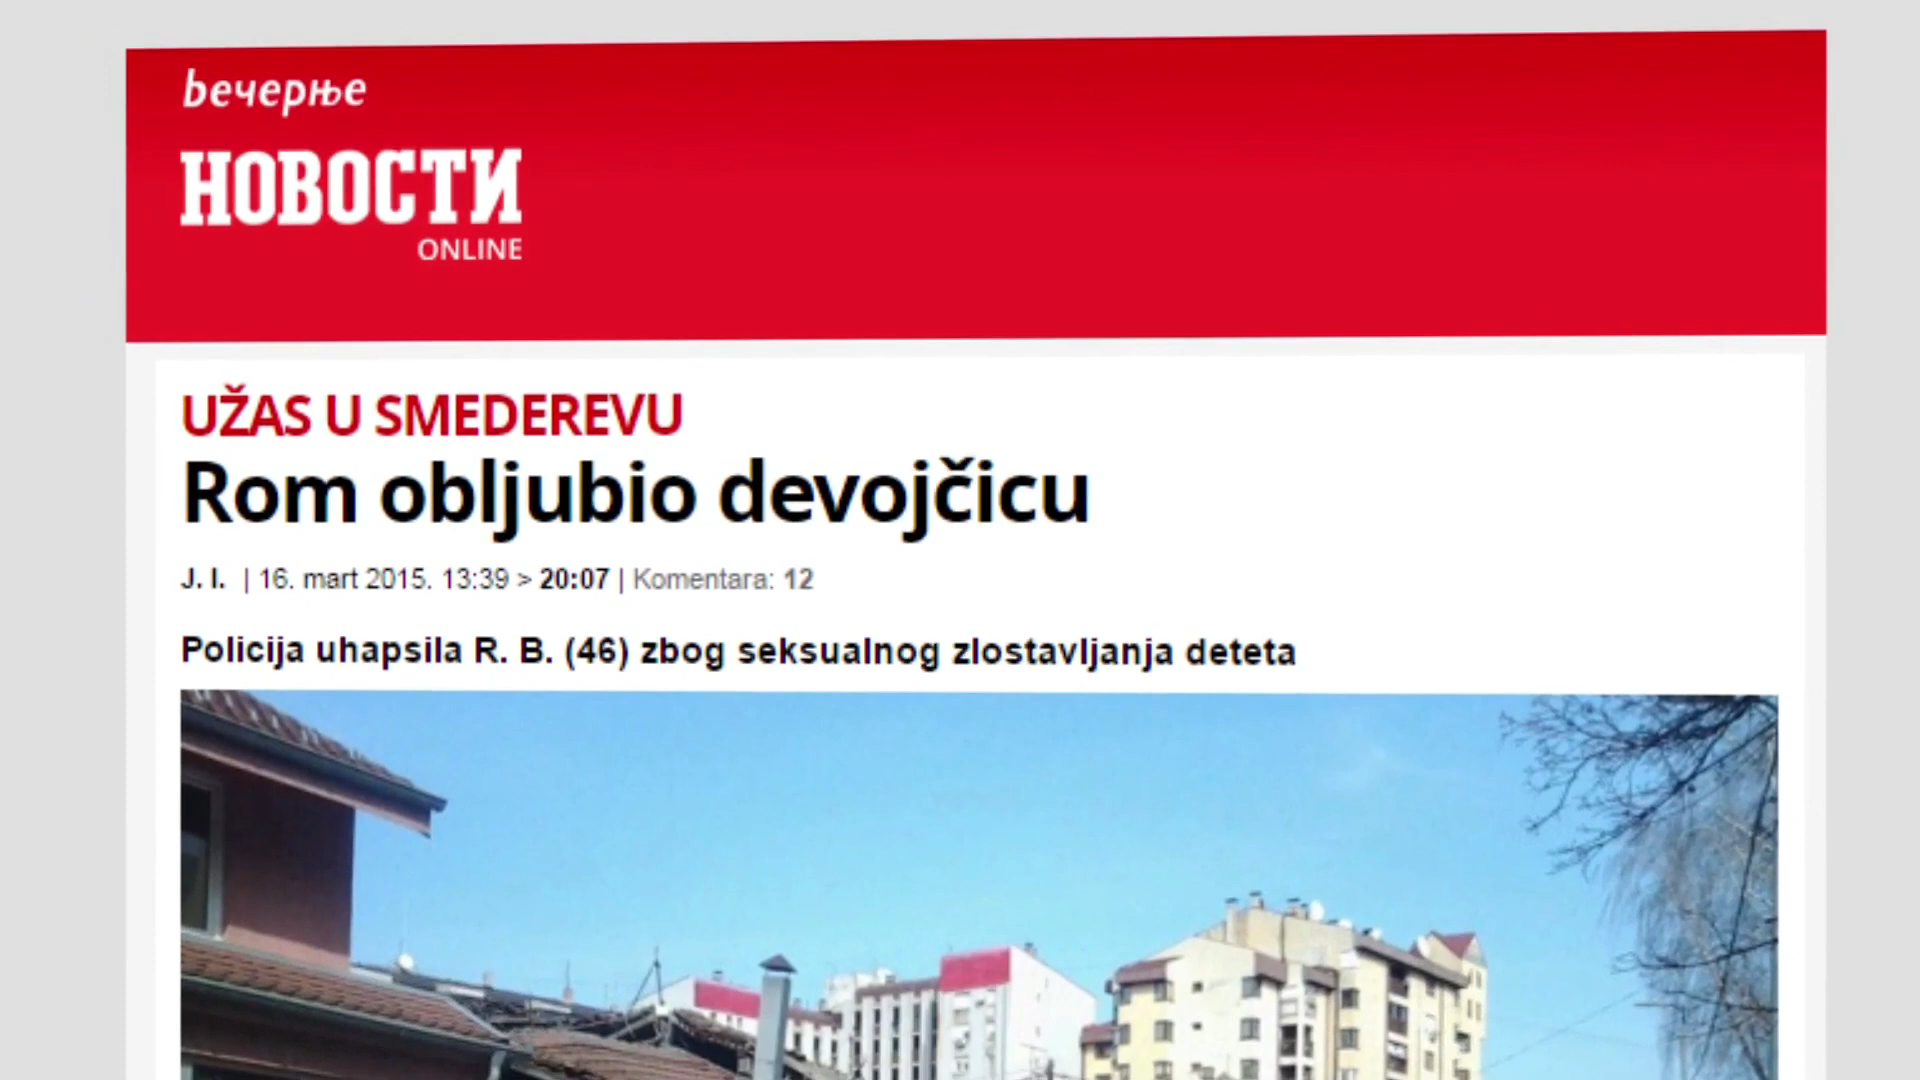 вечерње
НОВОСТИ
ONLINE
UŽAS U SMEDEREVU
Rom obljubio devojčicu
J. I. | 16. mart 2015. 13:39 > 20:07 | Komentara: 12
Policija uhapsila R. B. (46) zbog seksualnog zlostavljanja deteta